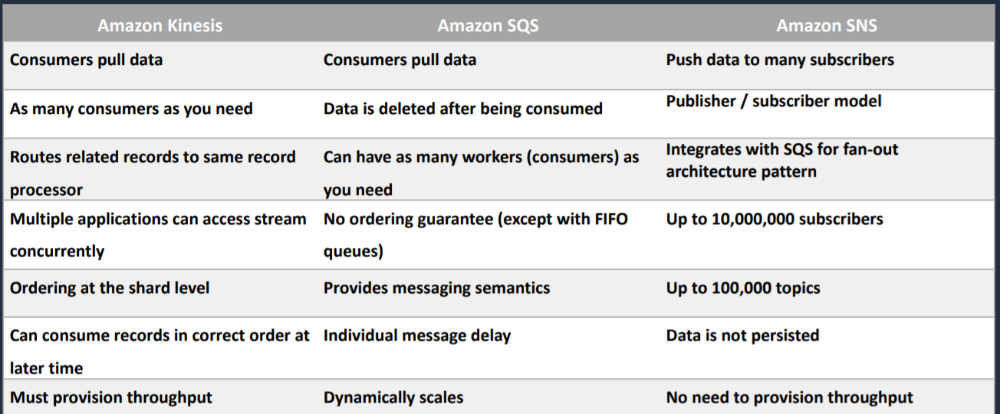 Amazon Kinesis Amazon SQS Amazon SNS
Consumers pull data Consumers pull data Push data to many subscribers
As many consumers as you need Data is deleted after being consumed Publisher / subscriber model
Routes related records to same record Can have as many workers (consumers) as Integrates with SQS for fan-out
processor you need architecture pattern
Multiple applications can access stream No ordering guarantee (except with FIFO Up to 10,000,000 subscribers
concurrently queues)
Ordering at the shard level Provides messaging semantics Up to 100,000 topics
Can consume records in correct order at Individual message delay Data is not persisted
later time
Must provision throughput Dynamically scales No need to provision throughput